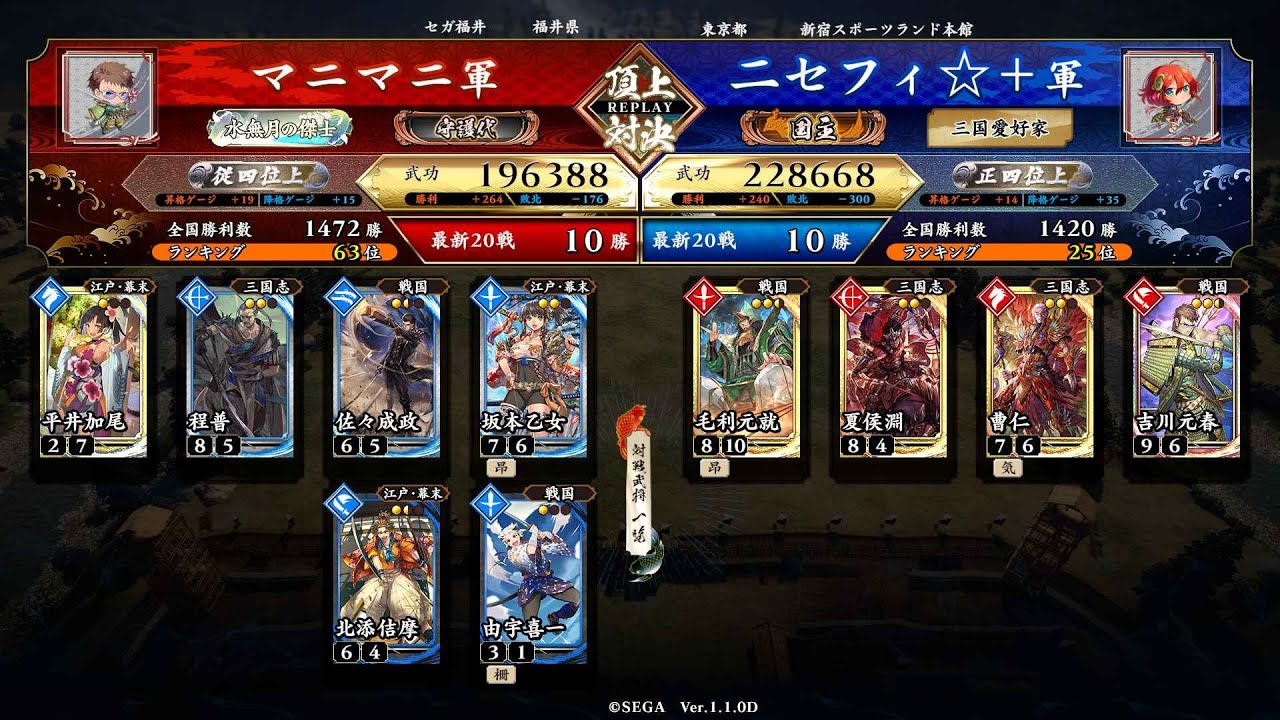 セガ福井 福井県
東京都 新宿スポーツランド本館
マニマニ軍
頂上
REPLAY
対決
ニセフィ☆＋軍
水無月の傑士 守護代
国主 三国愛好家
従四位上
武功 196388
武功 228668
正四位上
昇格ゲージ +19 降格ゲージ +15
勝利 +264 敗北 -176
勝利 +240 敗北 -300
昇格ゲージ +14 降格ゲージ +35
全国勝利数 1472勝
ランキング 63位
最新20戦 10勝
最新20戦 10勝
全国勝利数 1420勝
ランキング 25位
江戸・幕末
平井加尾
2 7
三国志
程普
8 5
戦国
佐々成政
6 5
江戸・幕末
坂本乙女
7 6
昂
戦国
毛利元就
8 10
昂
三国志
夏侯淵
8 4
三国志
曹仁
7 6
気
戦国
吉川元春
9 6
江戸・幕末
北添佶摩
6 4
戦国
由宇喜一
3 1
柵
対戦武将一覧
©SEGA Ver.1.1.0D